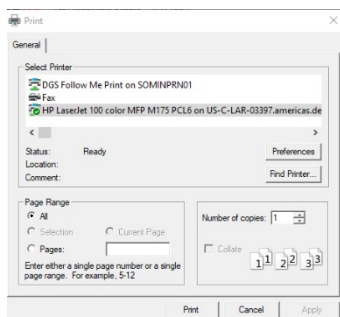 Print
General
Select Printer
DGS Follow Me Print on SOMINPRN01
Fax
HP LaserJet 100 color MFP M175 PCL6 on US-C-LAR-03397.americas.de
Status: Ready
Preferences
Location:
Comment:
Find Printer...
Page Range
All
Selection Current Page
Pages:
Enter either a single page number or a single
page range. For example, 5-12
Number of copies: 1
Collate
1 1 2 2 3 3
Print Cancel Apply